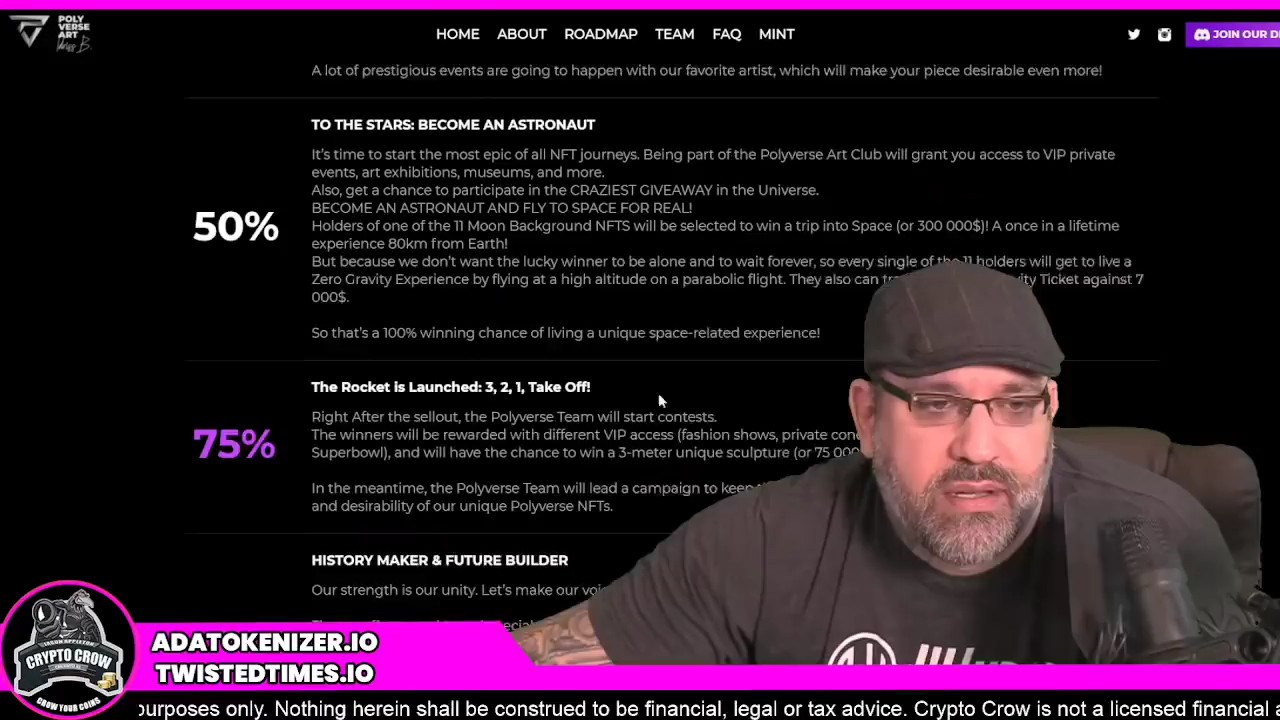 POLY
VERSE
ART
HOME ABOUT ROADMAP TEAM FAQ MINT
JOIN OUR
A lot of prestigious events are going to happen with our favorite artist, which will make your piece desirable even more!
TO THE STARS: BECOME AN ASTRONAUT
It's time to start the most epic of all NFT journeys. Being part of the Polyverse Art Club will grant you access to VIP private
events, art exhibitions, museums, and more.
Also, get a chance to participate in the CRAZIEST GIVEAWAY in the Universe.
BECOME AN ASTRONAUT AND FLY TO SPACE FOR REAL!
50%
Holders of one of the 11 Moon Background NFTS will be selected to win a trip into Space (or 300 000$)! A once in a lifetime
experience 80km from Earth!
But because we don't want the lucky winner to be alone and to wait forever, so every single of the 11 holders will get to live a
Zero Gravity Experience by flying at a high altitude on a parabolic flight. They also can Ticket against 7
000$.
So that's a 100% winning chance of living a unique space-related experience!
The Rocket is Launched: 3, 2, 1, Take Off!
75%
Right After the sellout, the Polyverse Team will start contests.
The winners will be rewarded with different VIP access (fashion shows, private
Superbowl), and will have the chance to win a 3-meter unique sculpture (or 75
In the meantime, the Polyverse Team will lead a campaign to keep
and desirability of our unique Polyverse NFTs.
HISTORY MAKER & FUTURE BUILDER
Our strength is our unity. Let's make our
CRYPTO CROW
CROW YOUR COINS
ADATOKENIZER.IO
TWISTEDTIMES.IO
purposes only. Nothing herein shall be construed to be financial, legal or tax advice. Crypto Crow is not a licensed financial